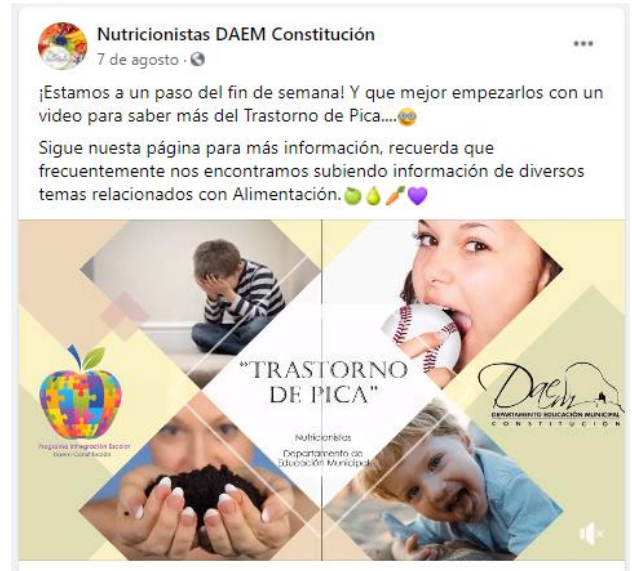 Nutricionistas DAEM Constitución
7 de agosto ·
¡Estamos a un paso del fin de semana! Y que mejor empezarlos con un
video para saber más del Trastorno de Pica....🤓
Sigue nuesta página para más información, recuerda que
frecuentemente nos encontramos subiendo información de diversos
temas relacionados con Alimentación.🍏🍐🥕💜
"TRASTORNO
DE PICA"
Nutricionistas
Departamento de
Educación Municipal
Programa Integración Escolar
Daem Constitución
Daem
DEPARTAMENTO EDUCACIÓN MUNICIPAL
CONSTITUCIÓN